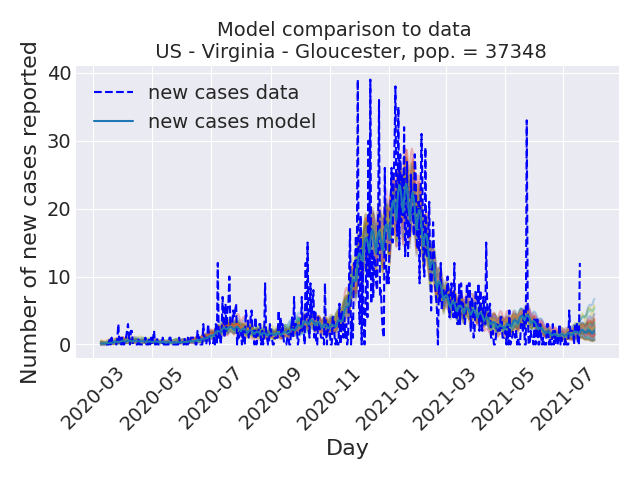 Model comparison to data
US - Virginia - Gloucester, pop. = 37348
new cases data
new cases model
Number of new cases reported
40
30
20
10
0
2020-03
2020-05
2020-07
2020-09
2020-11
2021-01
2021-03
2021-05
2021-07
Day